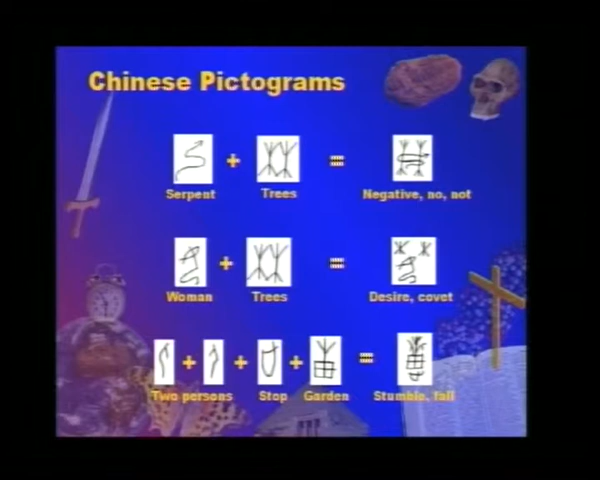 Chinese Pictograms
+ =
Serpent Trees Negative, no, not
+ =
Woman Trees Desire, covet
+ + + =
Two persons Stop Garden Stumble, fall